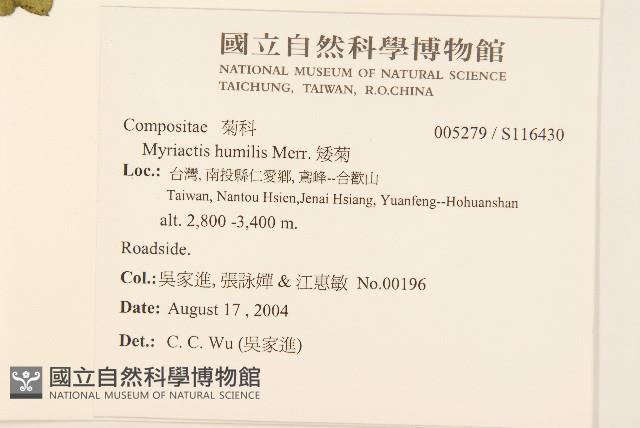 國立自然科學博物館
NATIONAL MUSEUM OF NATURAL SCIENCE
TAICHUNG, TAIWAN, R.O.CHINA
Compositae 菊科 005279 / S116430
Myriactis humilis Merr. 矮菊
Loc.: 台灣, 南投縣仁愛鄉, 鳶峰--合歡山
Taiwan, Nantou Hsien,Jenai Hsiang, Yuanfeng--Hohuanshan
alt. 2,800 -3,400 m.
Roadside.
Col.:吳家進, 張詠嬋 & 江惠敏 No.00196
Date: August 17 , 2004
Det.: C. C. Wu (吳家進)
國立自然科學博物館
NATIONAL MUSEUM OF NATURAL SCIENCE